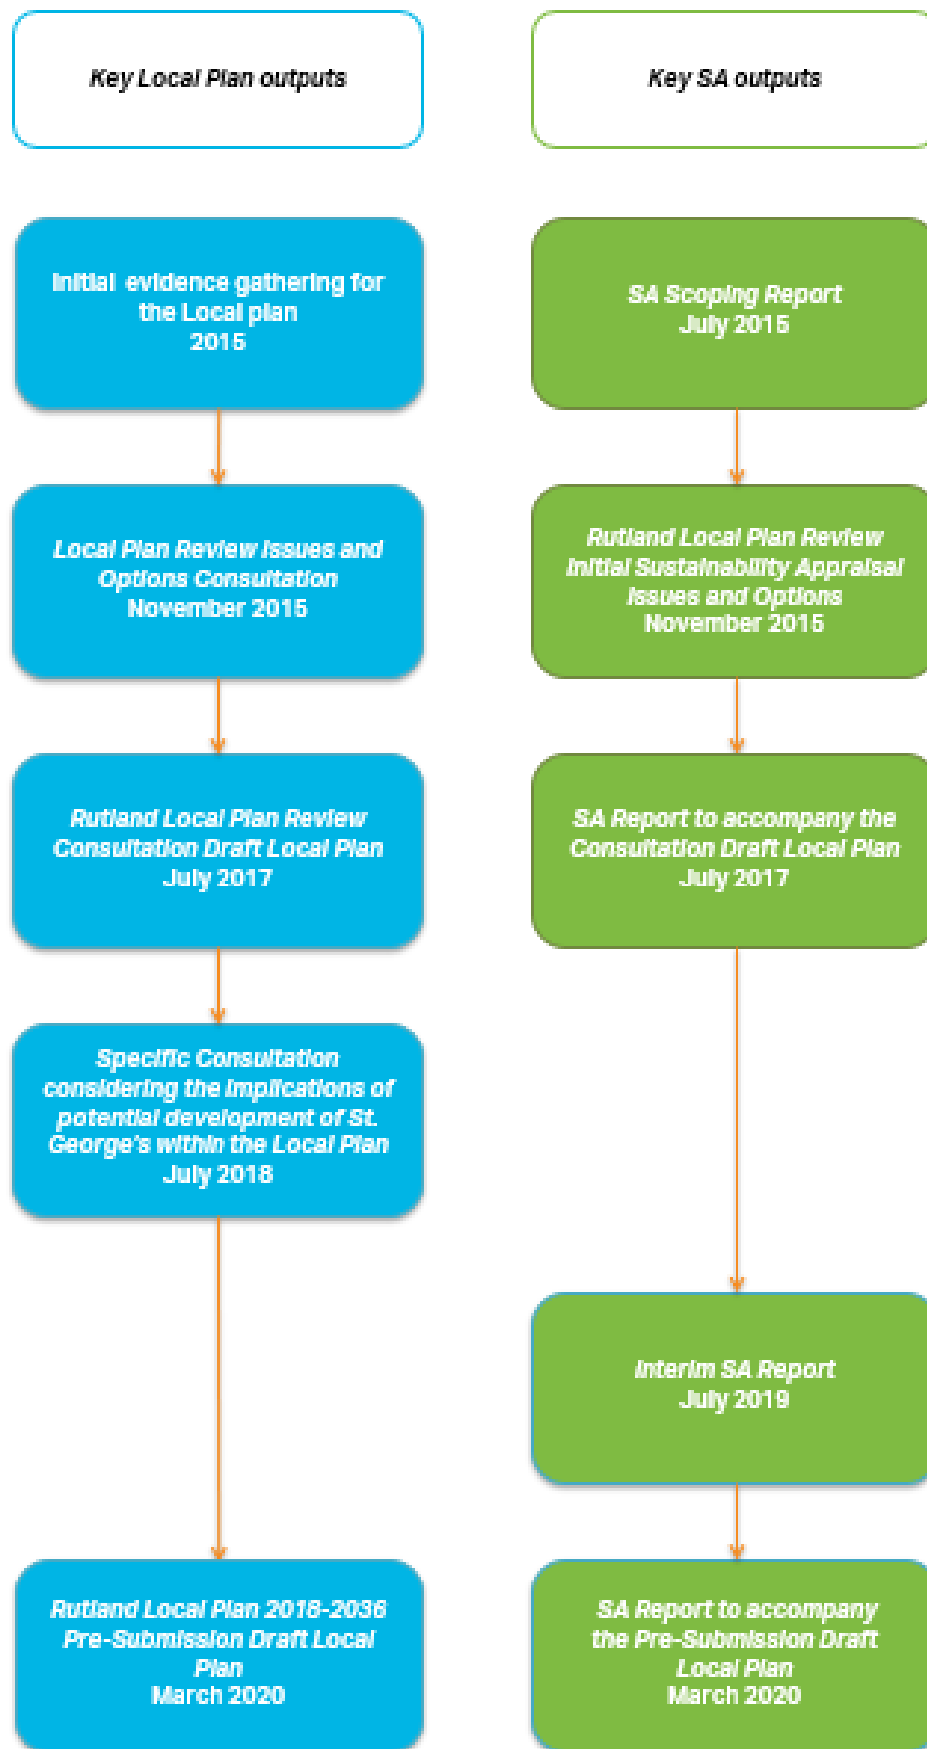 Key Local Plan outputs
Key SA outputs
Initial evidence gathering for
the Local plan
2015
SA Scoping Report
July 2015
Local Plan Review Issues and
Options Consultation
November 2015
Rutland Local Plan Review
Initial Sustainability Appraisal
Issues and Options
November 2015
Rutland Local Plan Review
Consultation Draft Local Plan
July 2017
SA Report to accompany the
Consultation Draft Local Plan
July 2017
Specific Consultation
considering the implications of
potential development of St.
George's within the Local Plan
July 2018
Interim SA Report
July 2019
Rutland Local Plan 2018-2036
Pre-Submission Draft Local
Plan
March 2020
SA Report to accompany
the Pre-Submission Draft
Local Plan
March 2020